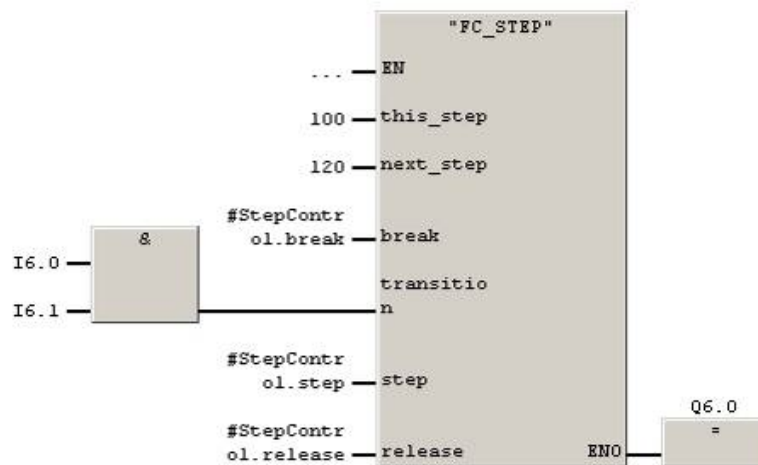 "FC_STEP"
... EN
100 this_step
120 next_step
#StepContr
ol.break break
&
I6.0
transitio
I6.1 n
#StepContr
ol.step step
Q6.0
#StepContr =
ol.release release ENO